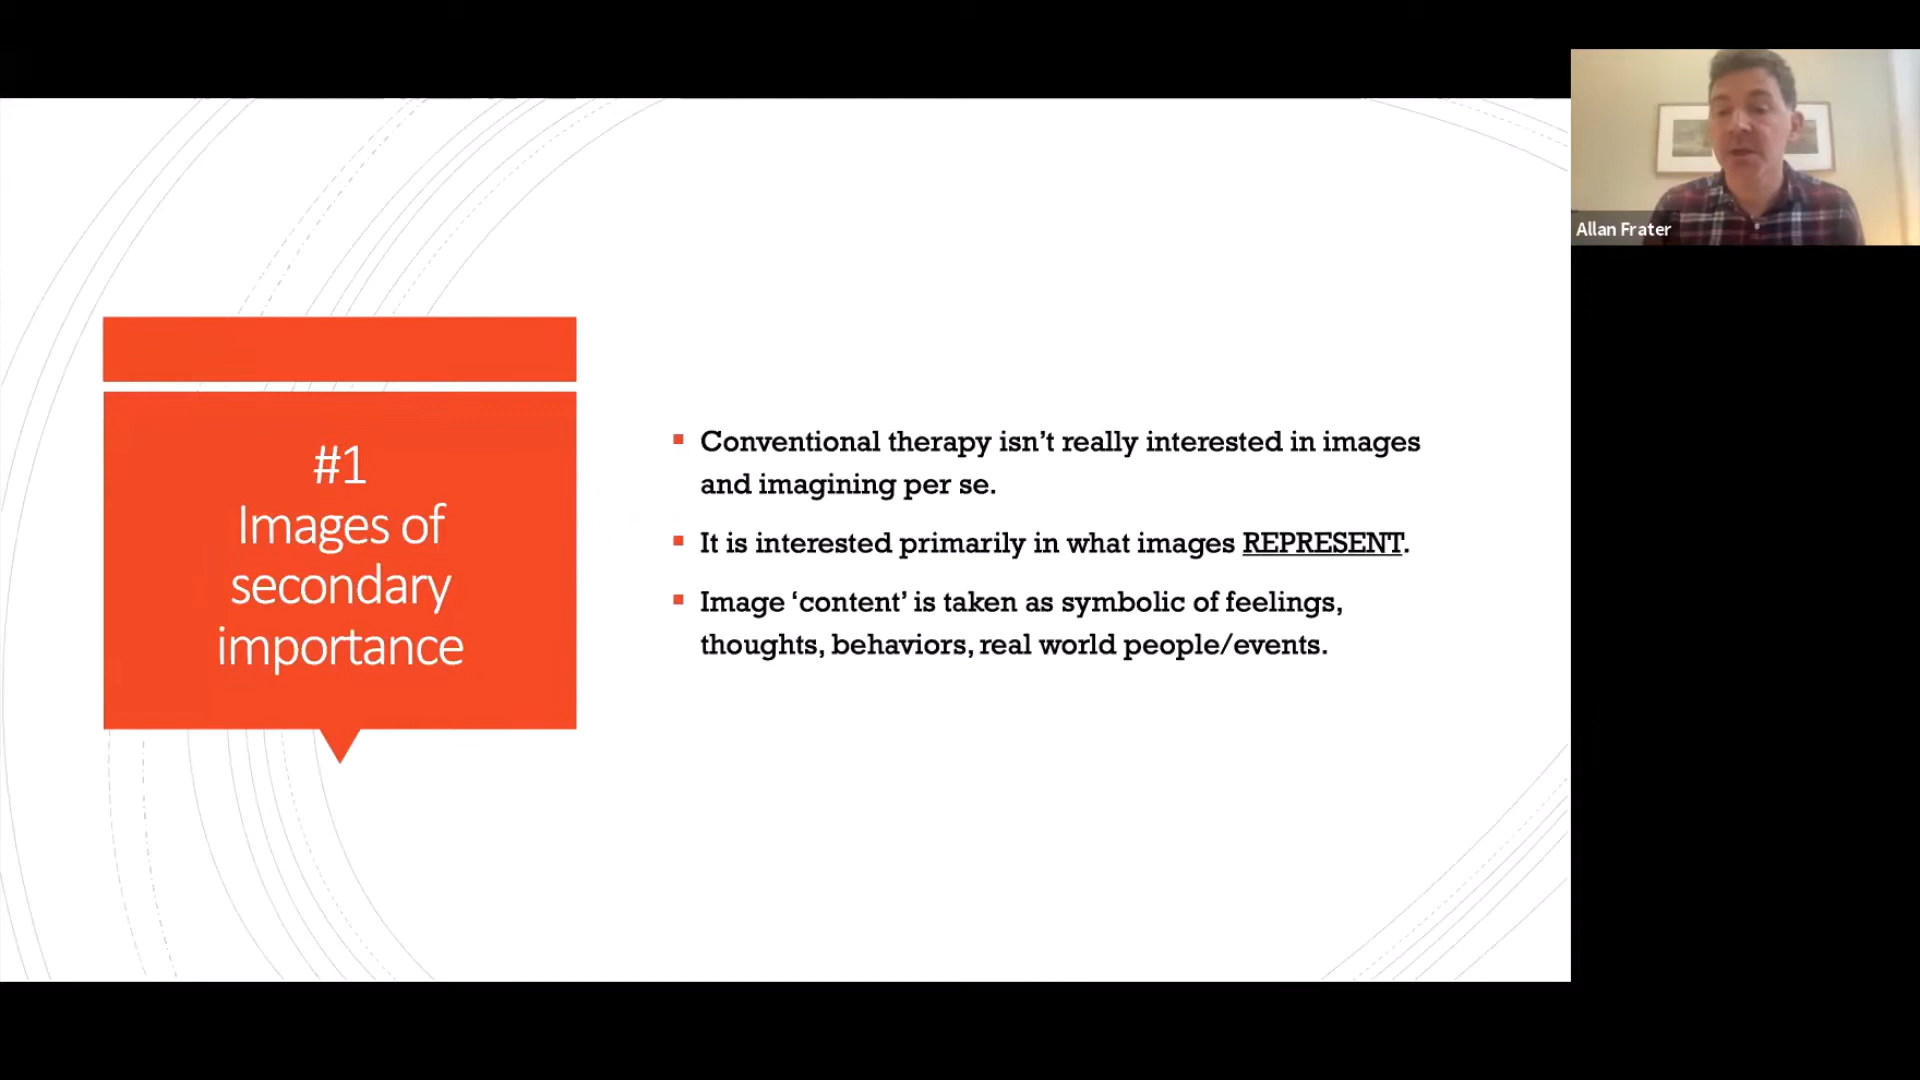 #1
Images of
secondary
importance
Conventional therapy isn’t really interested in images
and imagining per se.
It is interested primarily in what images REPRESENT.
Image ‘content’ is taken as symbolic of feelings,
thoughts, behaviors, real world people/events.
Allan Frater